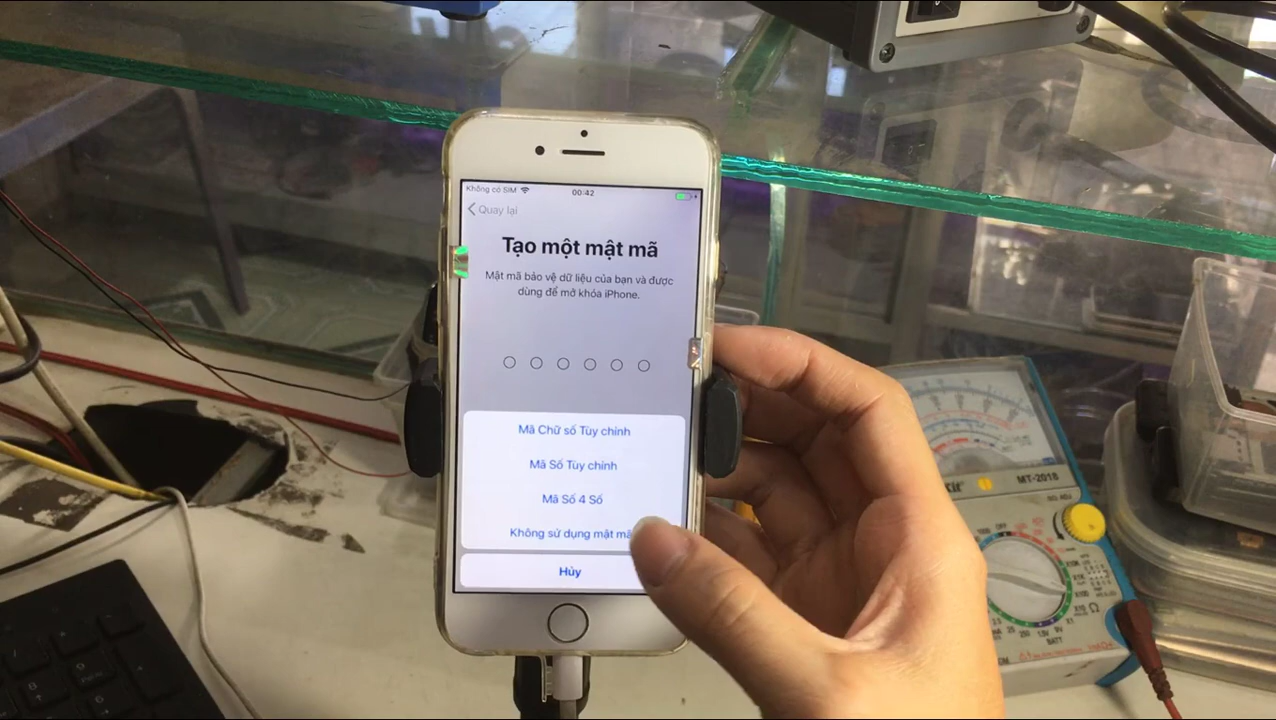 Không có SIM
00:42
Quay lại
Tạo một mật mã
Mật mã bảo vệ dữ liệu của bạn và được
dùng để mở khóa iPhone.
Mã Chữ số Tùy chỉnh
Mã Số Tùy chỉnh
Mã Số 4 Số
Không sử dụng mật mã
Hủy
MT-2018
OFF
BATT